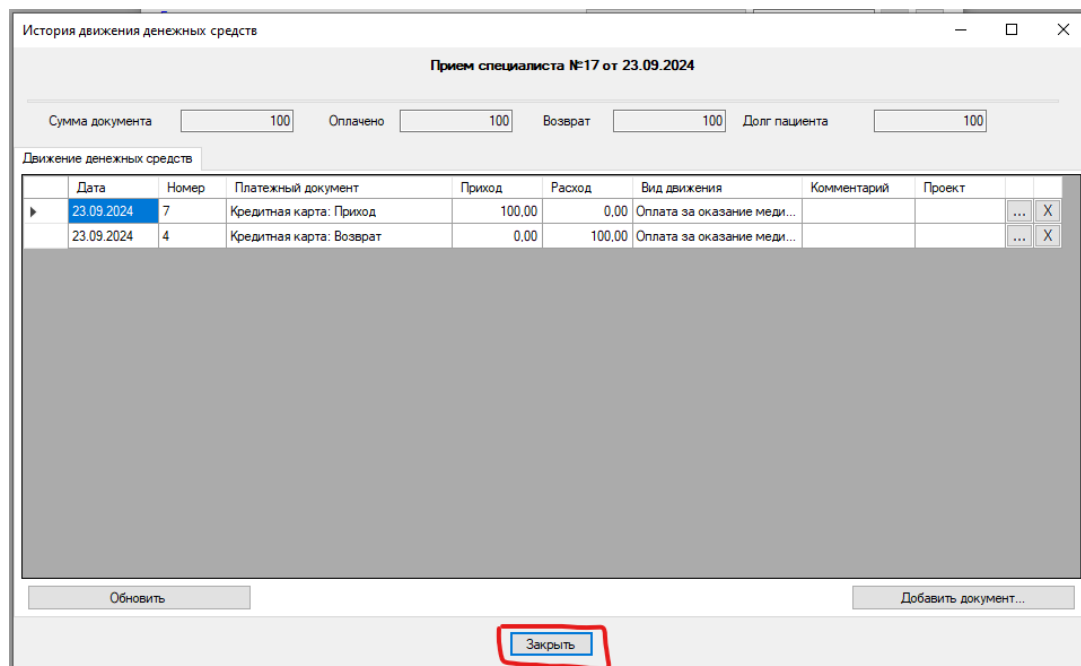 История движения денежных средств
Прием специалиста №17 от 23.09.2024
Сумма документа 100 Оплачено 100 Возврат 100 Долг пациента 100
Движение денежных средств
Дата Номер Платежный документ Приход Расход Вид движения Комментарий Проект
23.09.2024 7 Кредитная карта: Приход 100,00 0,00 Оплата за оказание меди... ... X
23.09.2024 4 Кредитная карта: Возврат 0,00 100,00 Оплата за оказание меди... ... X
Обновить Добавить документ...
Закрыть